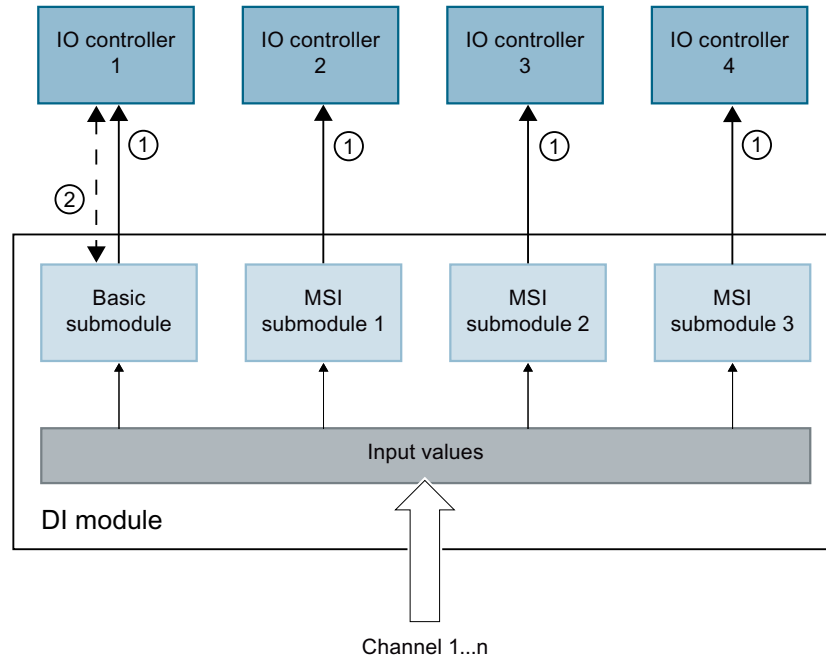 IO controller
1
IO controller
2
IO controller
3
IO controller
4
①
①
①
①
②
Basic
submodule
MSI
submodule 1
MSI
submodule 2
MSI
submodule 3
Input values
DI module
Channel 1...n